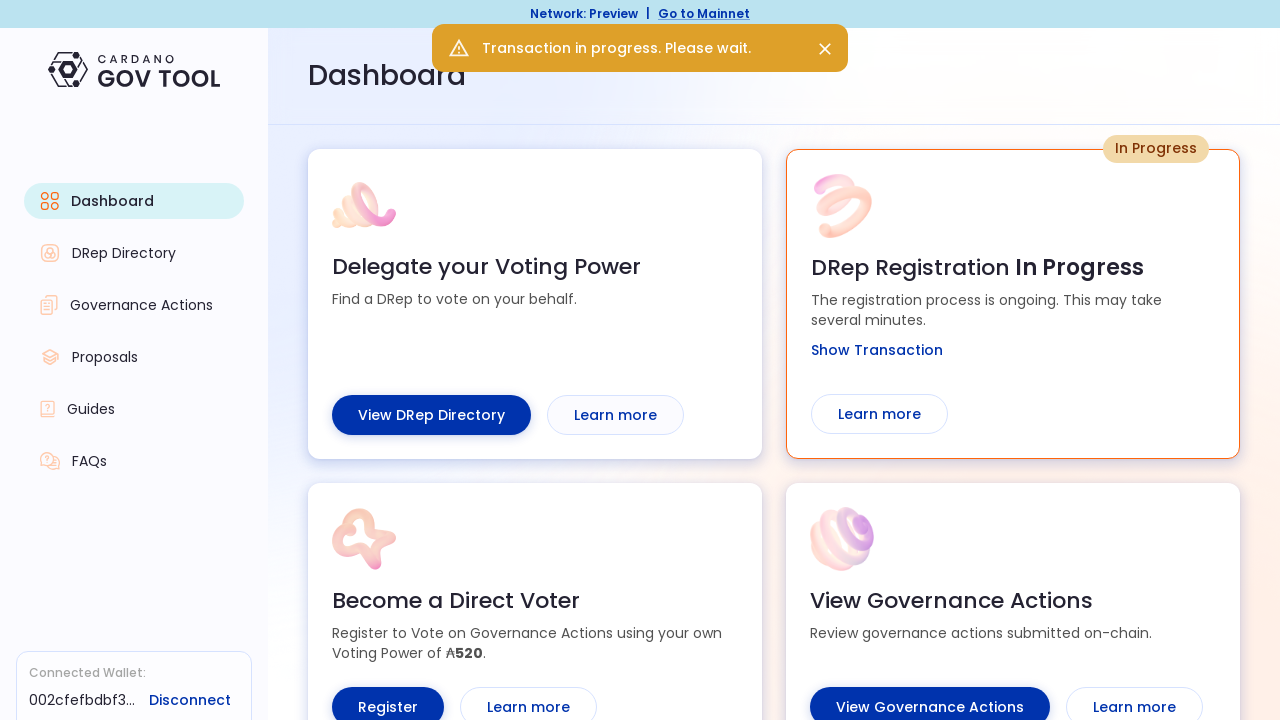 Network: Preview | Go to Mainnet
Transaction in progress. Please wait.
CARDANO
GOV TOOL
Dashboard
Dashboard
DRep Directory
Governance Actions
Proposals
Guides
FAQs
Connected Wallet:
002cfefbdbf3...
Disconnect
Delegate your Voting Power
Find a DRep to vote on your behalf.
View DRep Directory
Learn more
In Progress
DRep Registration In Progress
The registration process is ongoing. This may take
several minutes.
Show Transaction
Learn more
Become a Direct Voter
Register to Vote on Governance Actions using your own
Voting Power of ₳520.
Register
Learn more
View Governance Actions
Review governance actions submitted on-chain.
View Governance Actions
Learn more